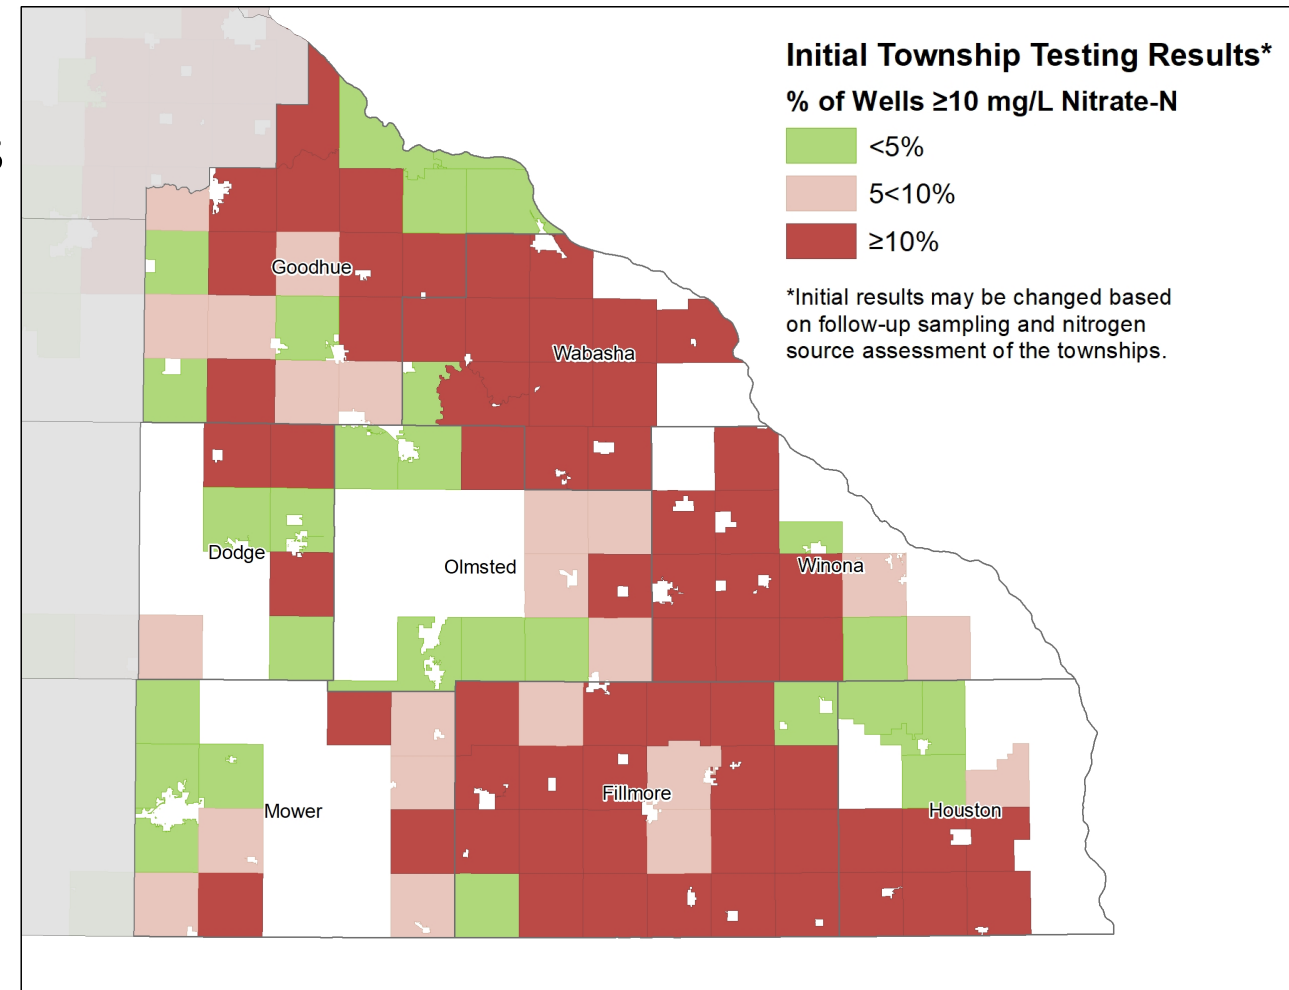 Initial Township Testing Results*
% of Wells ≥10 mg/L Nitrate-N
<5%
5<10%
≥10%
*Initial results may be changed based
on follow-up sampling and nitrogen
source assessment of the townships.
Goodhue
Wabasha
Dodge
Olmsted
Winona
Mower
Fillmore
Houston